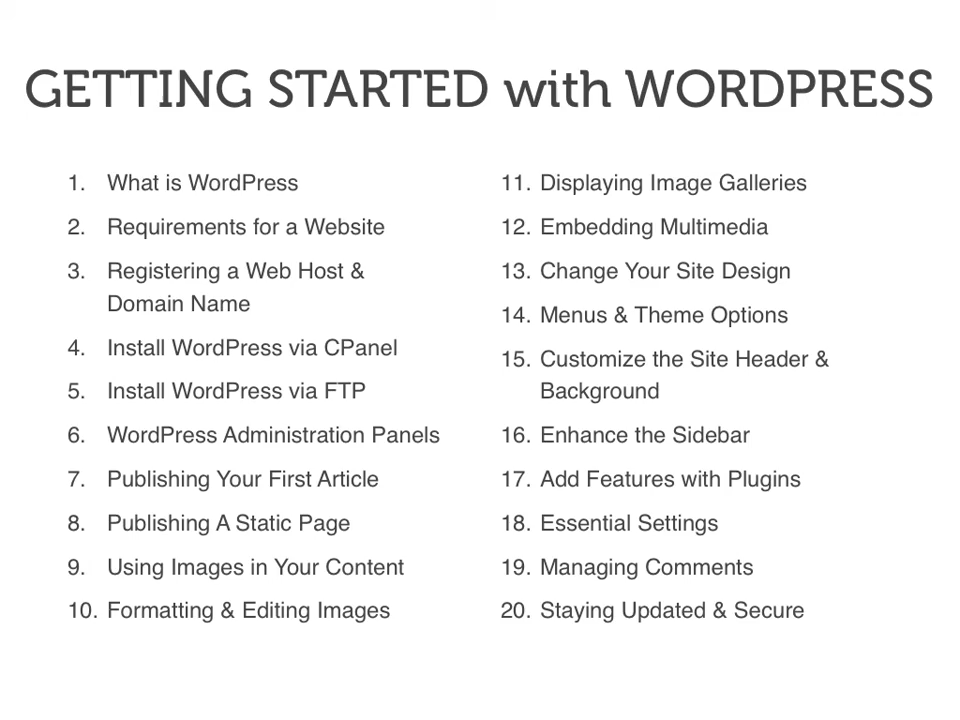 GETTING STARTED with WORDPRESS
1. What is WordPress
2. Requirements for a Website
3. Registering a Web Host &
Domain Name
4. Install WordPress via CPanel
5. Install WordPress via FTP
6. WordPress Administration Panels
7. Publishing Your First Article
8. Publishing A Static Page
9. Using Images in Your Content
10. Formatting & Editing Images
11. Displaying Image Galleries
12. Embedding Multimedia
13. Change Your Site Design
14. Menus & Theme Options
15. Customize the Site Header &
Background
16. Enhance the Sidebar
17. Add Features with Plugins
18. Essential Settings
19. Managing Comments
20. Staying Updated & Secure